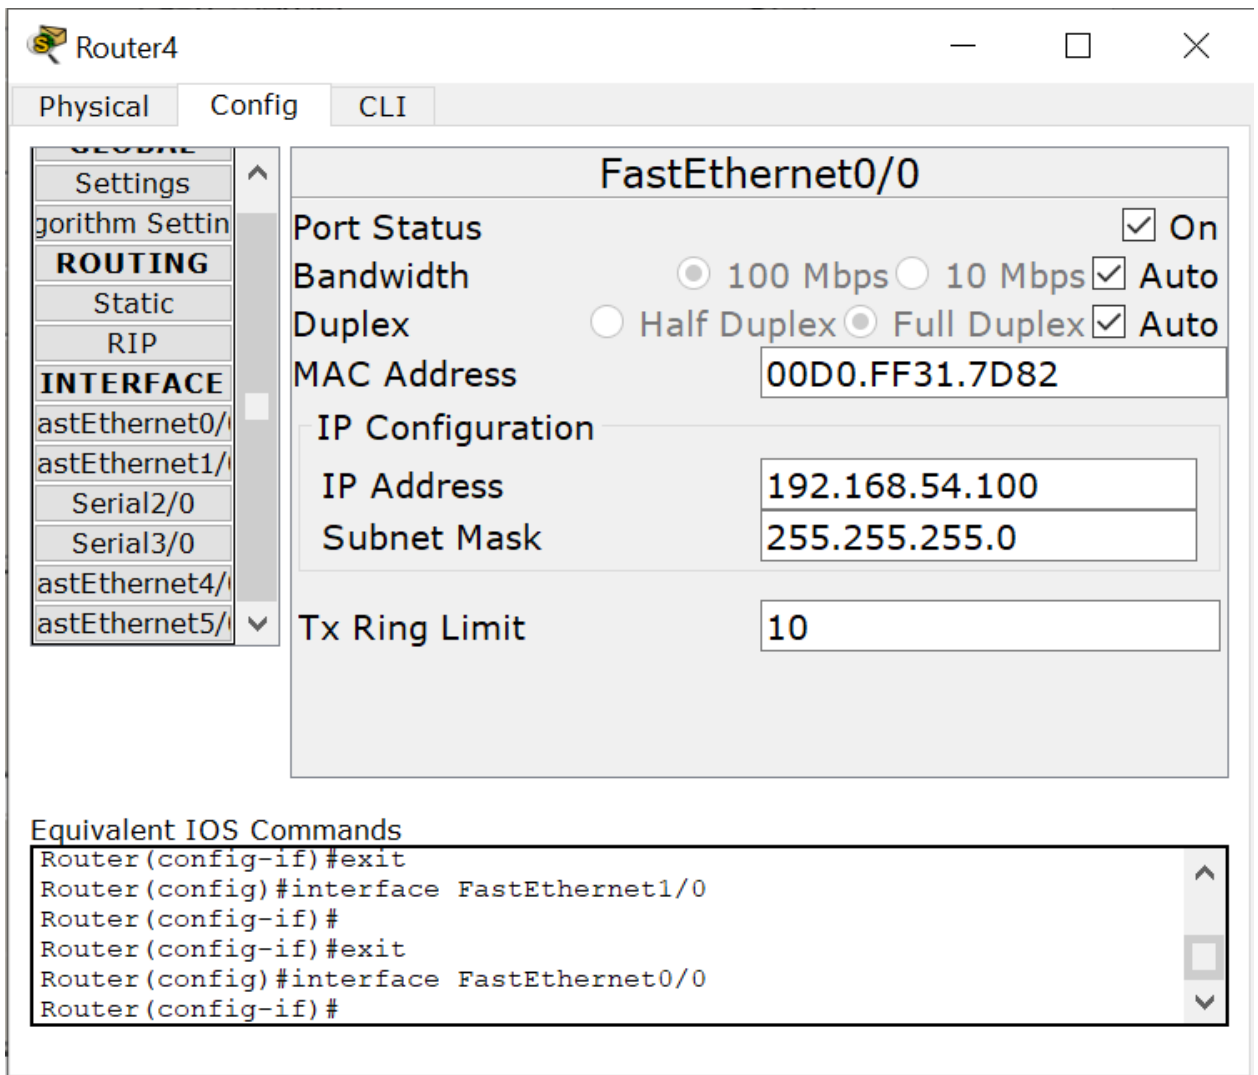 Router4
Physical Config CLI
GLOBAL
Settings
gorithm Settin
ROUTING
Static
RIP
INTERFACE
astEthernet0/
astEthernet1/
Serial2/0
Serial3/0
astEthernet4/
astEthernet5/
FastEthernet0/0
Port Status On
Bandwidth 100 Mbps 10 Mbps Auto
Duplex Half Duplex Full Duplex Auto
MAC Address 00D0.FF31.7D82
IP Configuration
IP Address 192.168.54.100
Subnet Mask 255.255.255.0
Tx Ring Limit 10
Equivalent IOS Commands
Router(config-if)#exit
Router(config)#interface FastEthernet1/0
Router(config-if)#
Router(config-if)#exit
Router(config)#interface FastEthernet0/0
Router(config-if)#